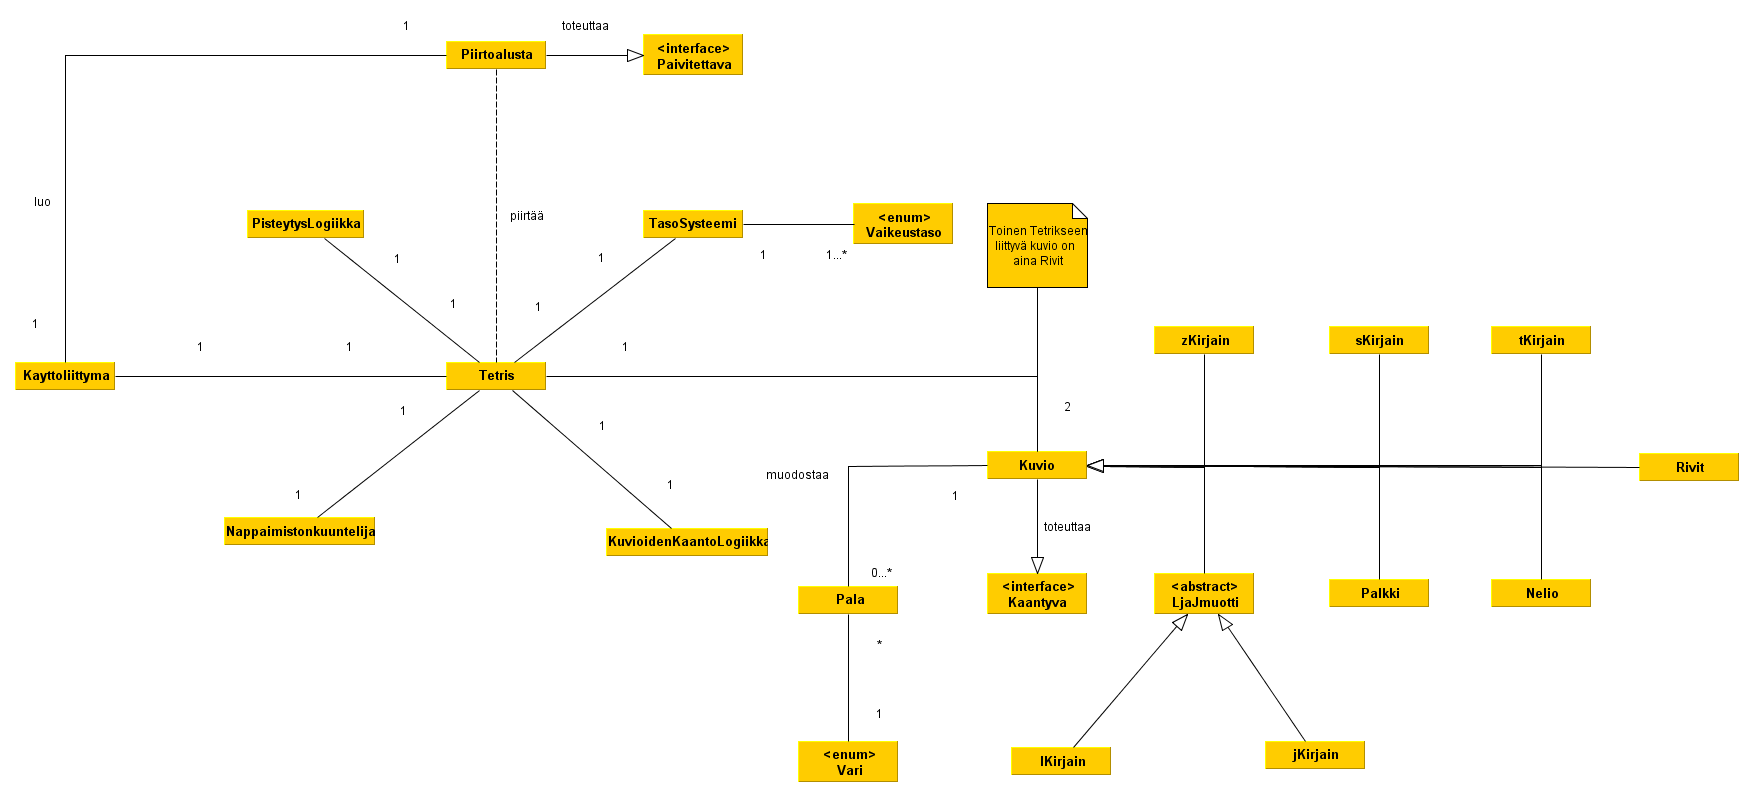 1
toteuttaa
Piirtoalusta
<interface>
Paivitettava
luo
piirtää
PisteytysLogiikka
TasoSysteemi
<enum>
Vaikeustaso
Toinen Tetrikseen
liittyvä kuvio on
aina Rivit
1
1
1
1...*
1
1
1
1
1
1
zKirjain
sKirjain
tKirjain
Kayttoliittyma
Tetris
1
1
2
Kuvio
Rivit
muodostaa
1
1
1
toteuttaa
Nappaimistonkuuntelija
KuvioidenKaantoLogiikka
0...*
Pala
<interface>
Kaantyva
<abstract>
LjaJmuotti
Palkki
Nelio
*
1
<enum>
Vari
lKirjain
jKirjain